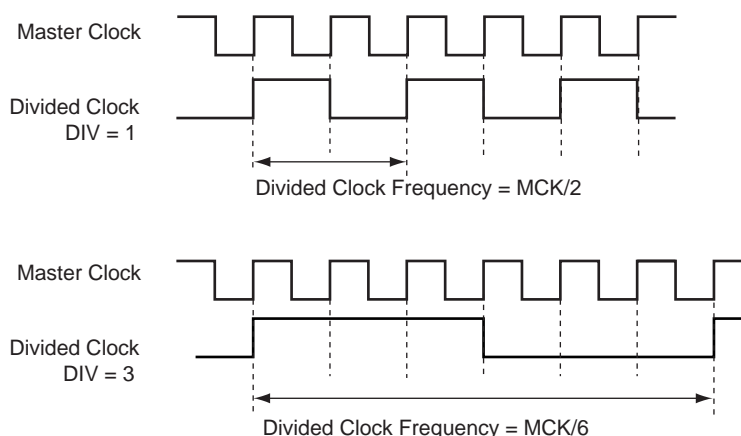 Master Clock
Divided Clock
DIV = 1
Divided Clock Frequency = MCK/2
Master Clock
Divided Clock
DIV = 3
Divided Clock Frequency = MCK/6